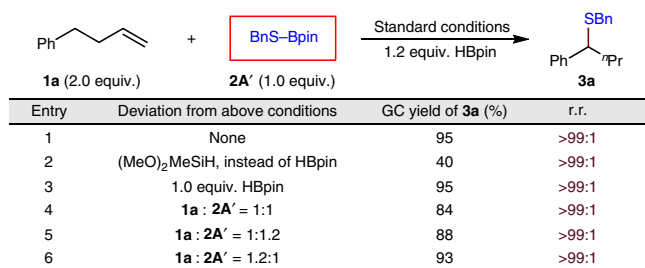 Ph
+
BnS–Bpin
Standard conditions
1.2 equiv. HBpin
SBn
Ph
nPr
1a (2.0 equiv.)
2A′ (1.0 equiv.)
3a
Entry Deviation from above conditions GC yield of 3a (%) r.r.
1 None 95 >99:1
2 (MeO)2MeSiH, instead of HBpin 40 >99:1
3 1.0 equiv. HBpin 95 >99:1
4 1a : 2A′ = 1:1 84 >99:1
5 1a : 2A′ = 1:1.2 88 >99:1
6 1a : 2A′ = 1.2:1 93 >99:1